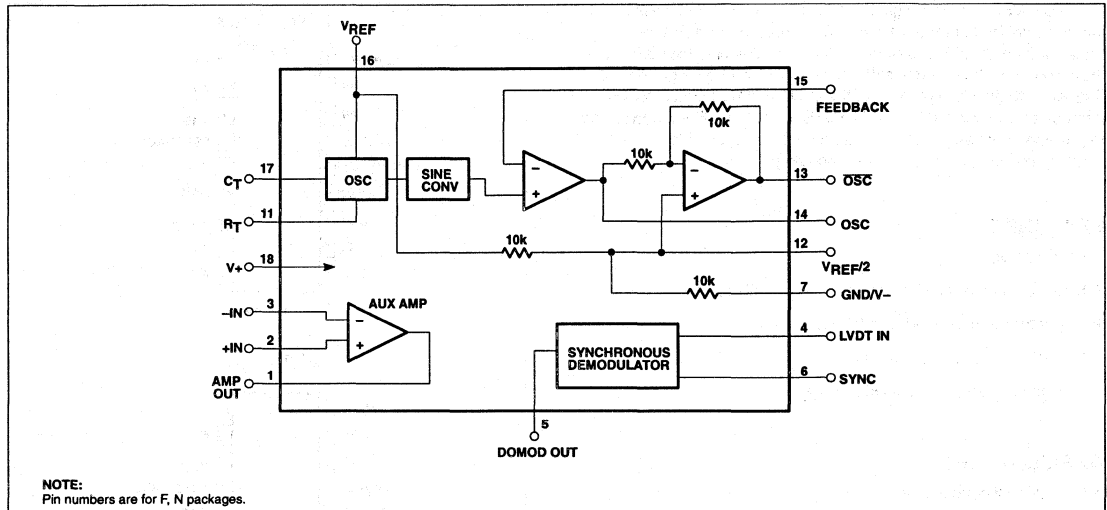 VREF
16
15
FEEDBACK
10k
10k
17
CT
OSC
SINE
CONV
−
+
−
+
13
OSC
11
RT
14
OSC
10k
12
VREF/2
18
V+
10k
7
GND/V−
3
−IN
AUX AMP
−
+
2
+IN
1
AMP
OUT
SYNCHRONOUS
DEMODULATOR
4
LVDT IN
6
SYNC
5
DOMOD OUT
NOTE:
Pin numbers are for F, N packages.